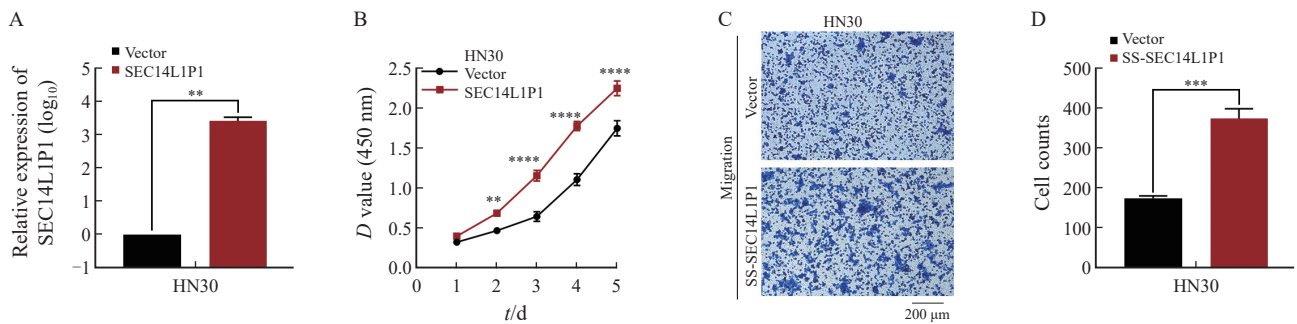 A
Vector
SEC14L1P1
Relative expression of
SEC14L1P1 (log₁₀)
5
4
3
2
1
0
−1
**
HN30
B
HN30
Vector
SEC14L1P1
D value (450 nm)
2.5
2.0
1.5
1.0
0.5
0.0
**
****
****
****
0 1 2 3 4 5
t/d
C
HN30
Migration
Vector
SS-SEC14L1P1
200 μm
D
Vector
SS-SEC14L1P1
Cell counts
500
400
300
200
100
0
***
HN30